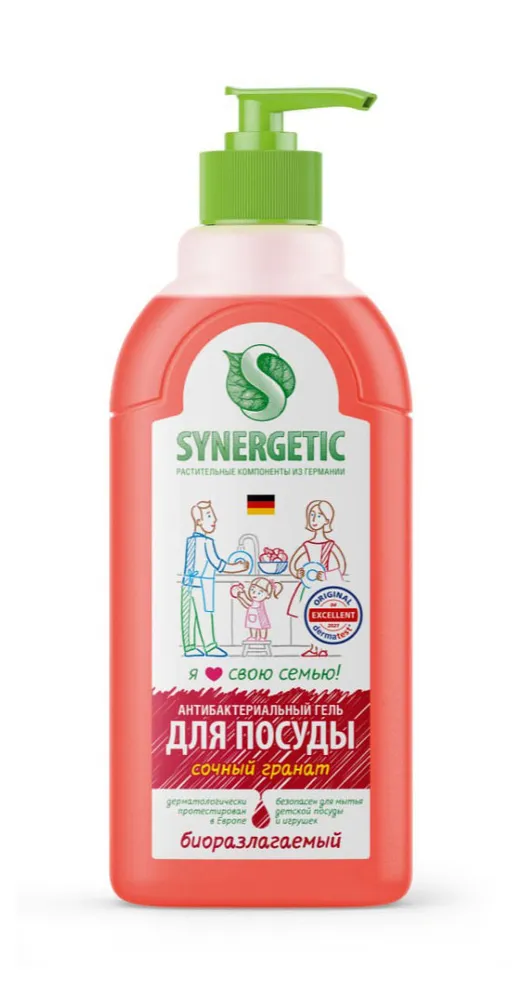 SYNERGETIC
РАСТИТЕЛЬНЫЕ КОМПОНЕНТЫ ИЗ ГЕРМАНИИ
ORIGINAL
EXCELLENT
dermatest®
я ❤ свою семью!
АНТИБАКТЕРИАЛЬНЫЙ ГЕЛЬ
ДЛЯ ПОСУДЫ
сочный гранат
дерматологически
протестирован
в Европе
безопасен для мытья
детской посуды
и игрушек
биоразлагаемый